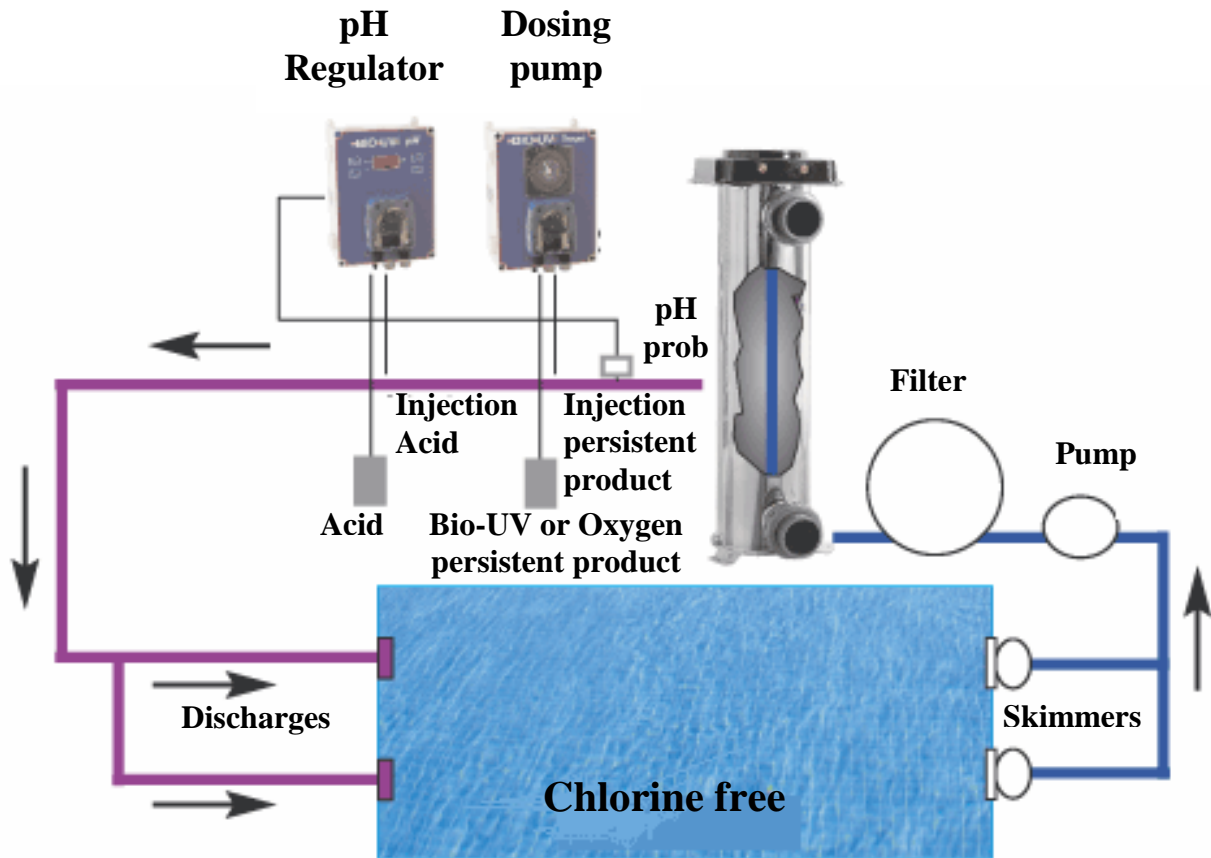 pH
Regulator
Dosing
pump
pH
prob
Injection
Acid
Injection
persistent
product
Acid
Bio-UV or Oxygen
persistent product
Filter
Pump
Discharges
Skimmers
Chlorine free